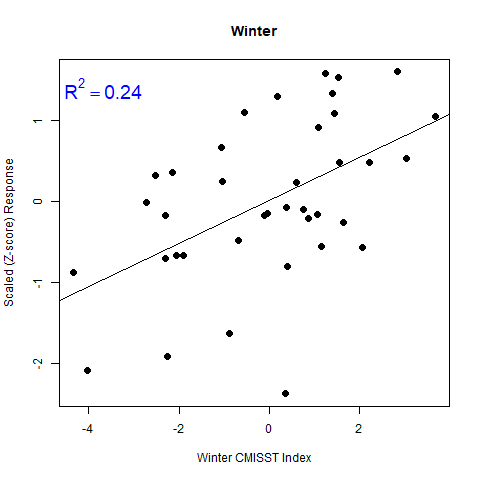 Winter
R² = 0.24
Scaled (Z-score) Response
1
0
-1
-2
-4
-2
0
2
Winter CMISST Index